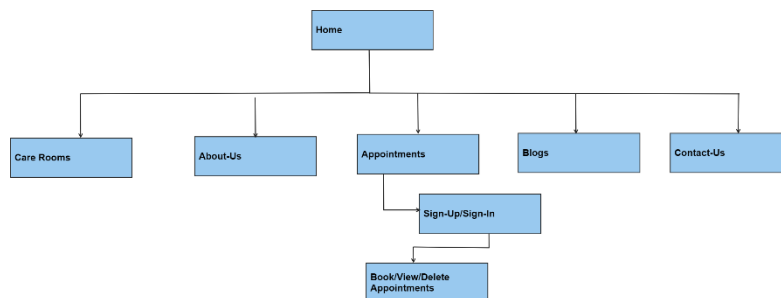 Home
Care Rooms
About-Us
Appointments
Blogs
Contact-Us
Sign-Up/Sign-In
Book/View/Delete
Appointments